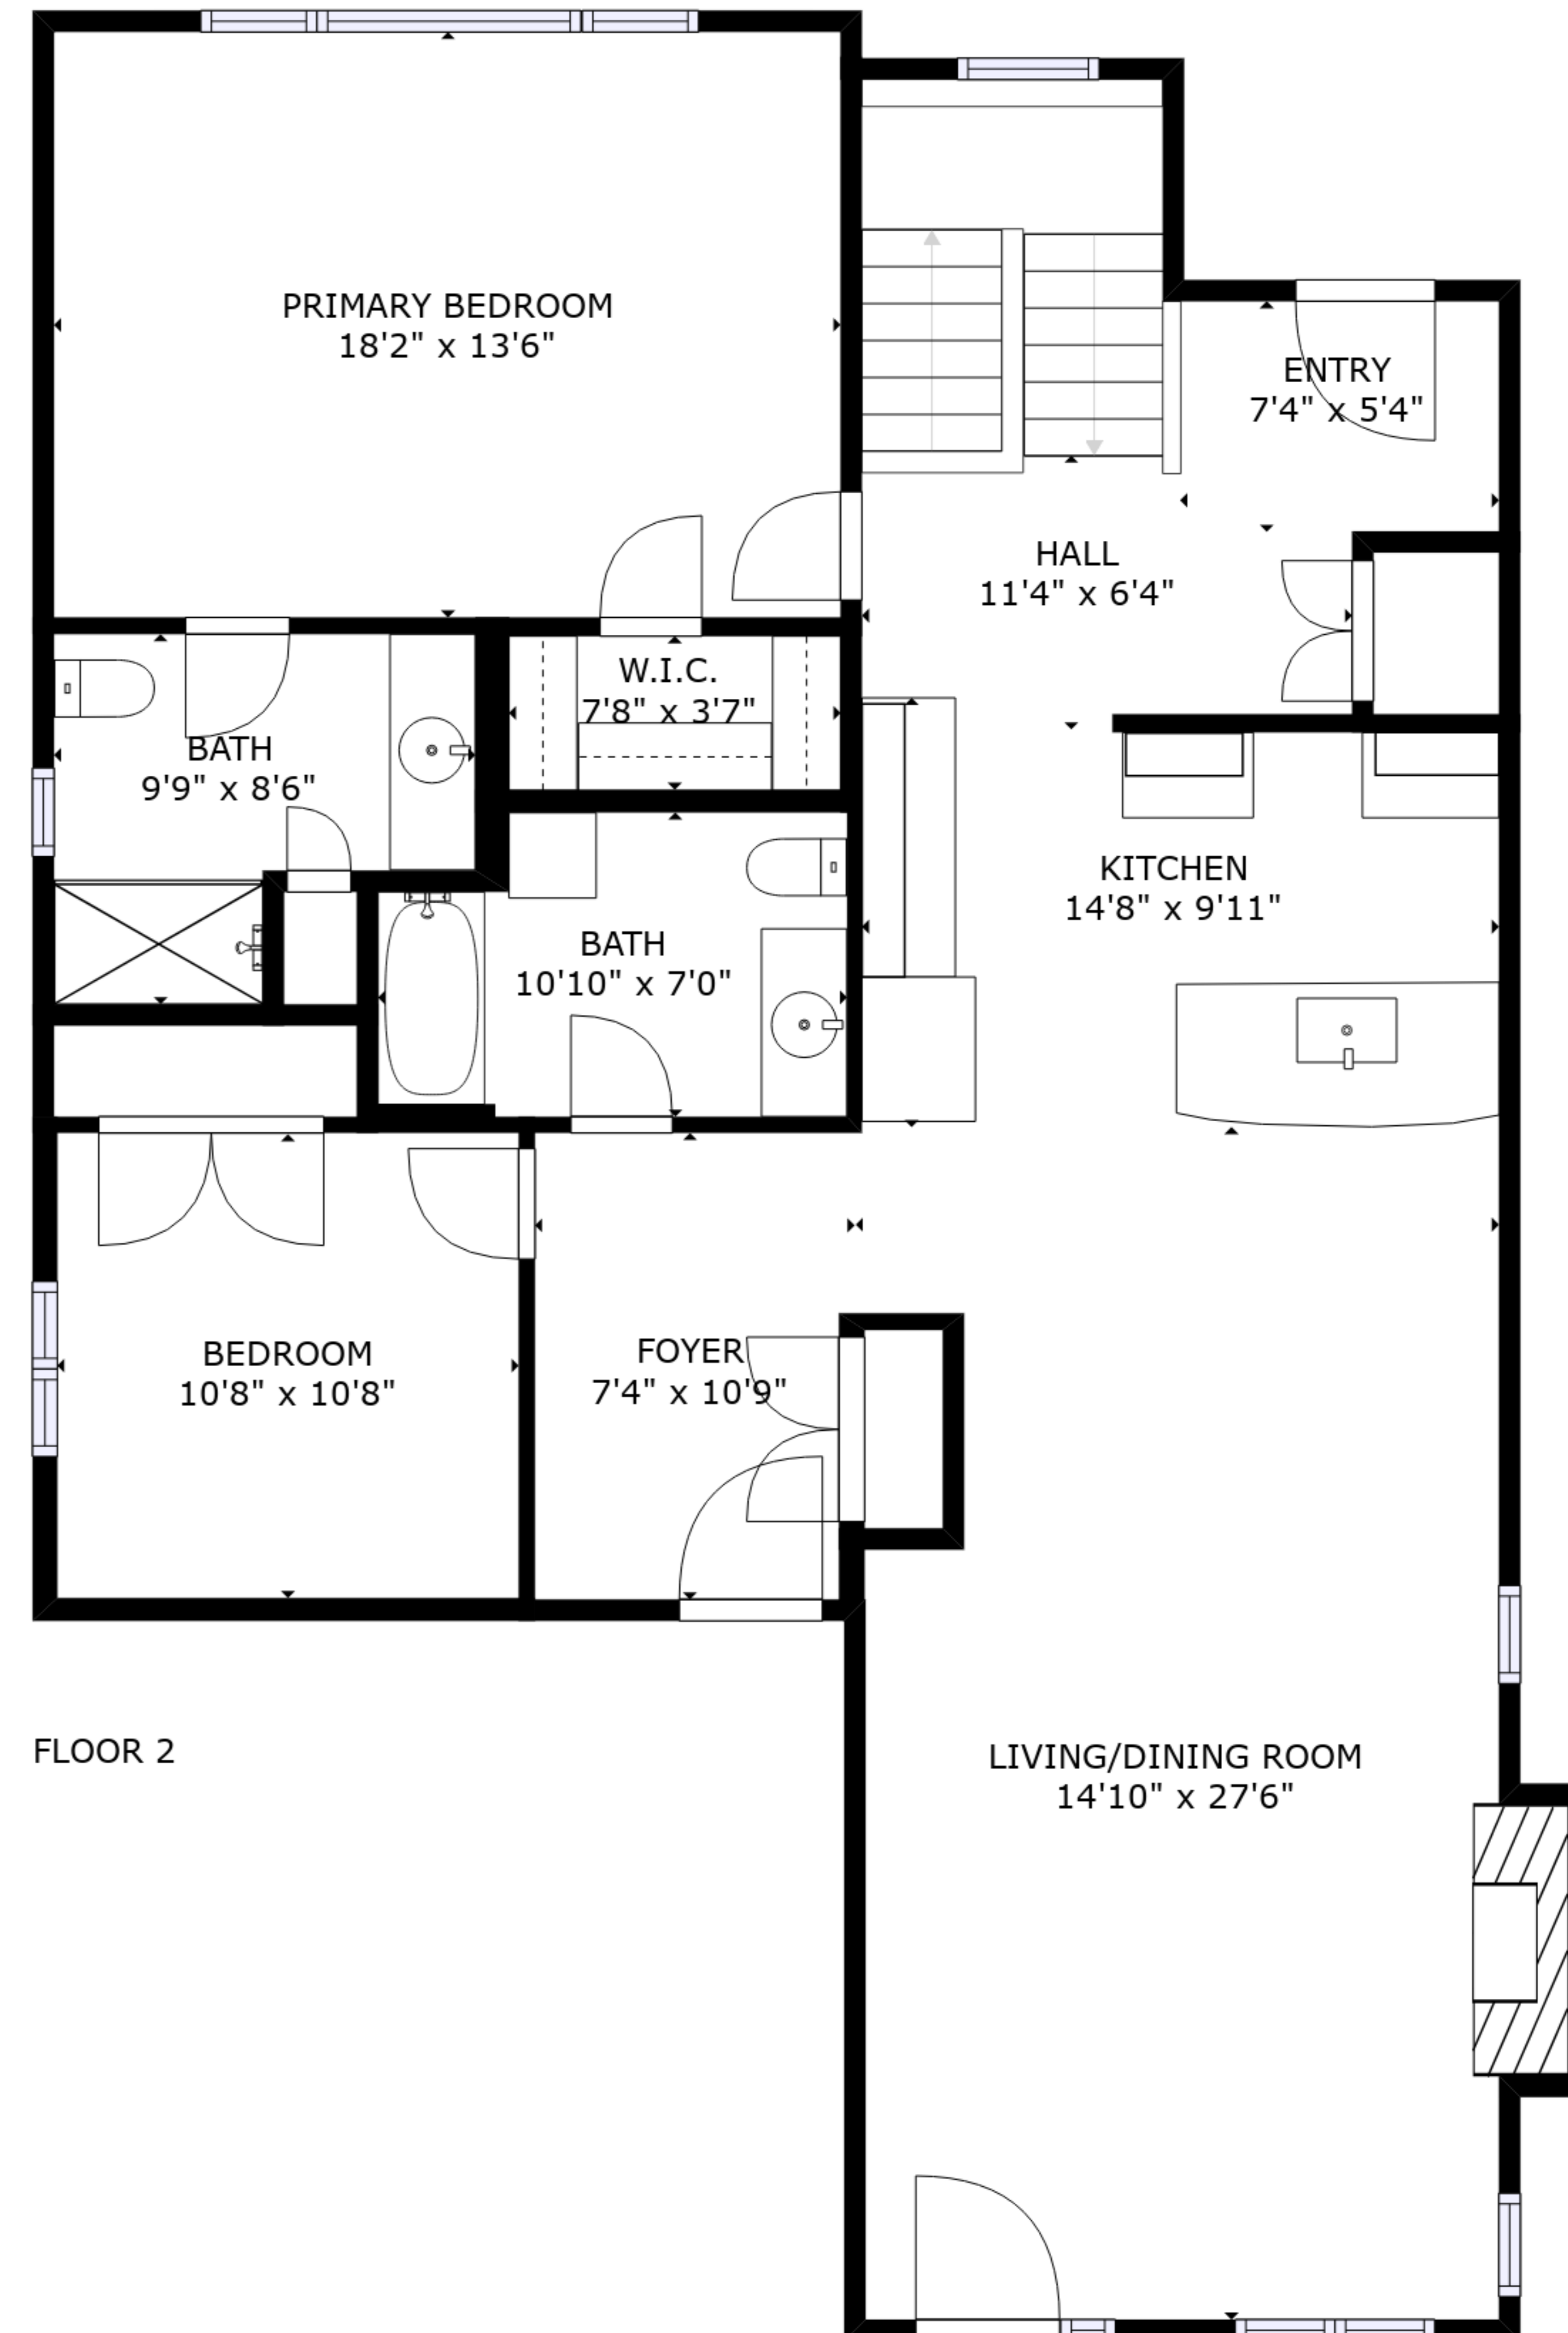 PRIMARY BEDROOM
18'2" x 13'6"
ENTRY
7'4" x 5'4"
HALL
11'4" x 6'4"
W.I.C.
7'8" x 3'7"
BATH
9'9" x 8'6"
KITCHEN
14'8" x 9'11"
BATH
10'10" x 7'0"
BEDROOM
10'8" x 10'8"
FOYER
7'4" x 10'9"
FLOOR 2
LIVING/DINING ROOM
14'10" x 27'6"